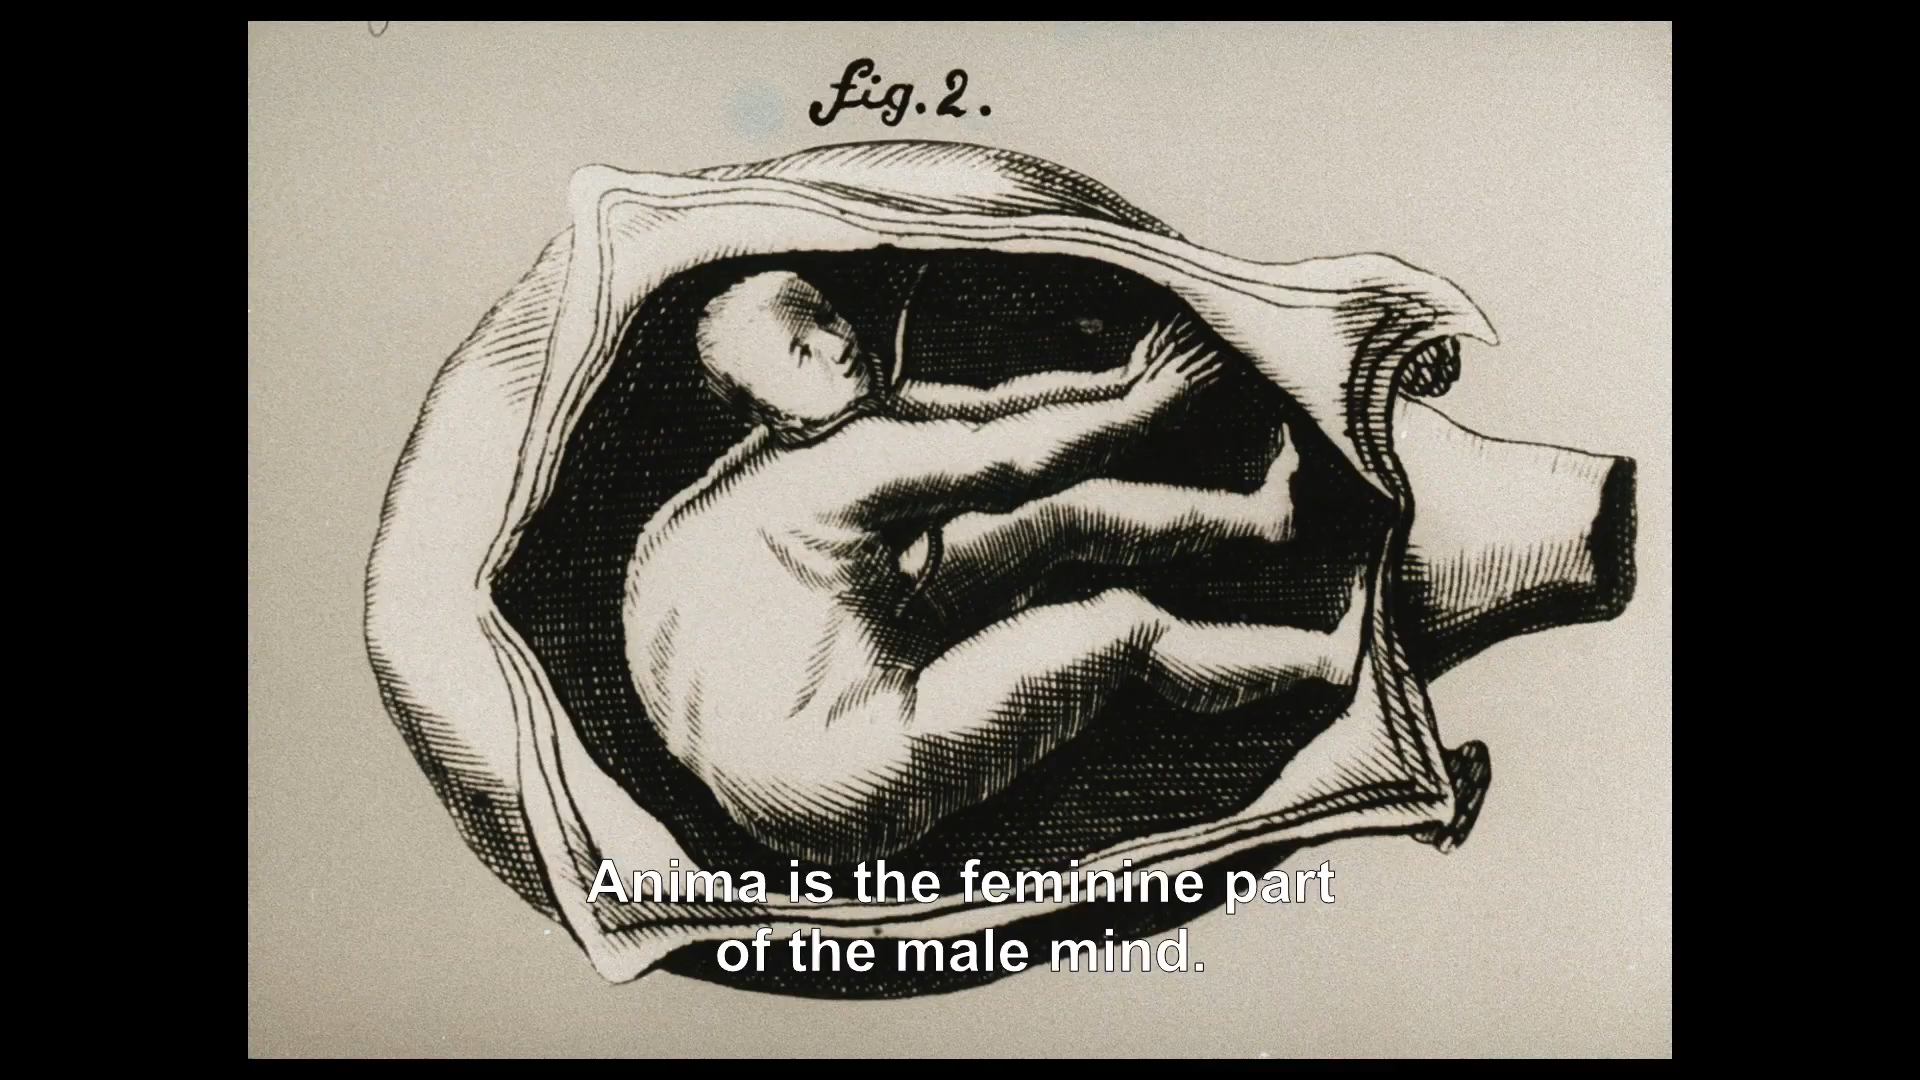 fig. 2.
Anima is the feminine part
of the male mind.